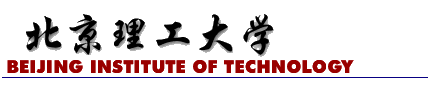 北京理工大学
BEIJING INSTITUTE OF TECHNOLOGY